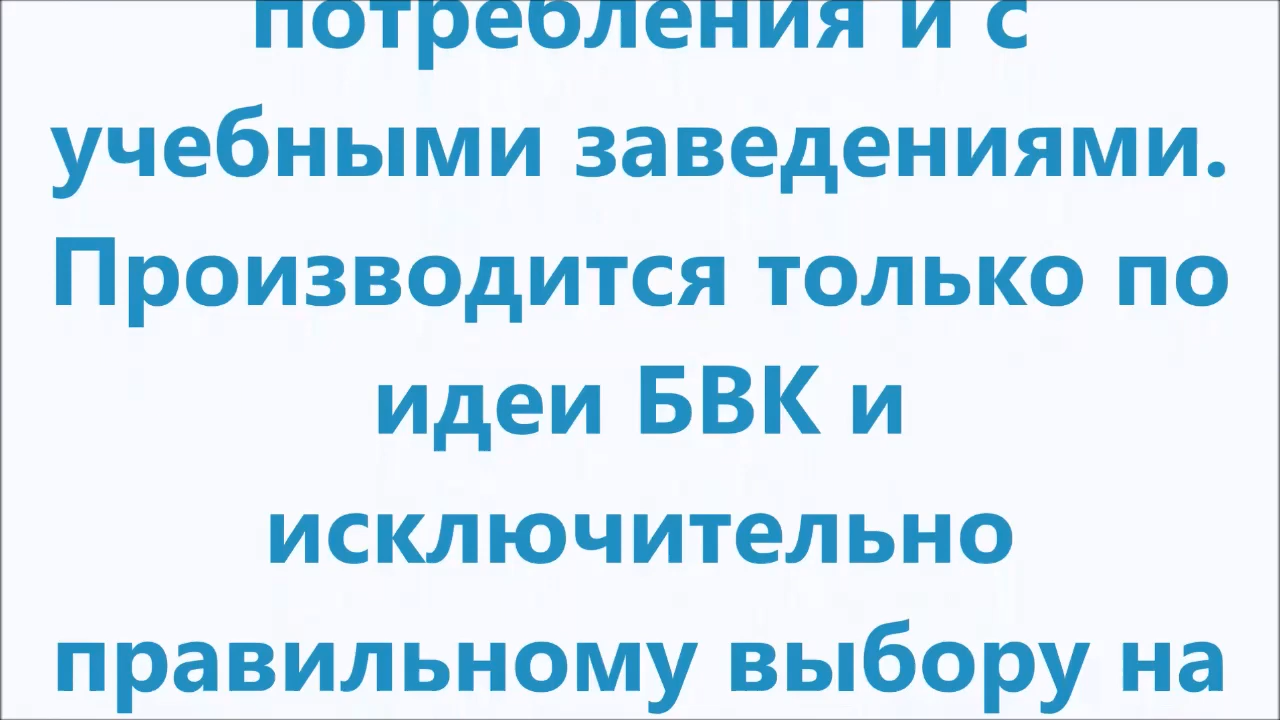 потребления и с
учебными заведениями.
Производится только по
идеи БВК и
исключительно
правильному выбору на